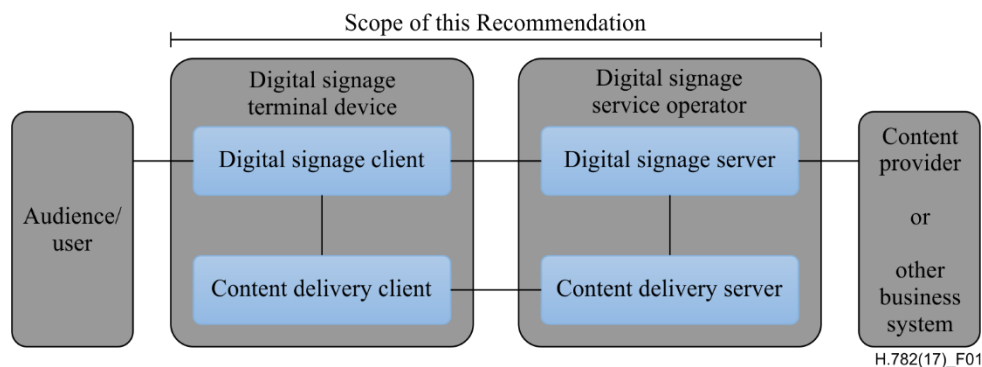 Scope of this Recommendation
Digital signage
terminal device
Digital signage
service operator
Digital signage client
Digital signage server
Content
provider
or
other
business
system
Audience/
user
Content delivery client
Content delivery server
H.782(17)_F01